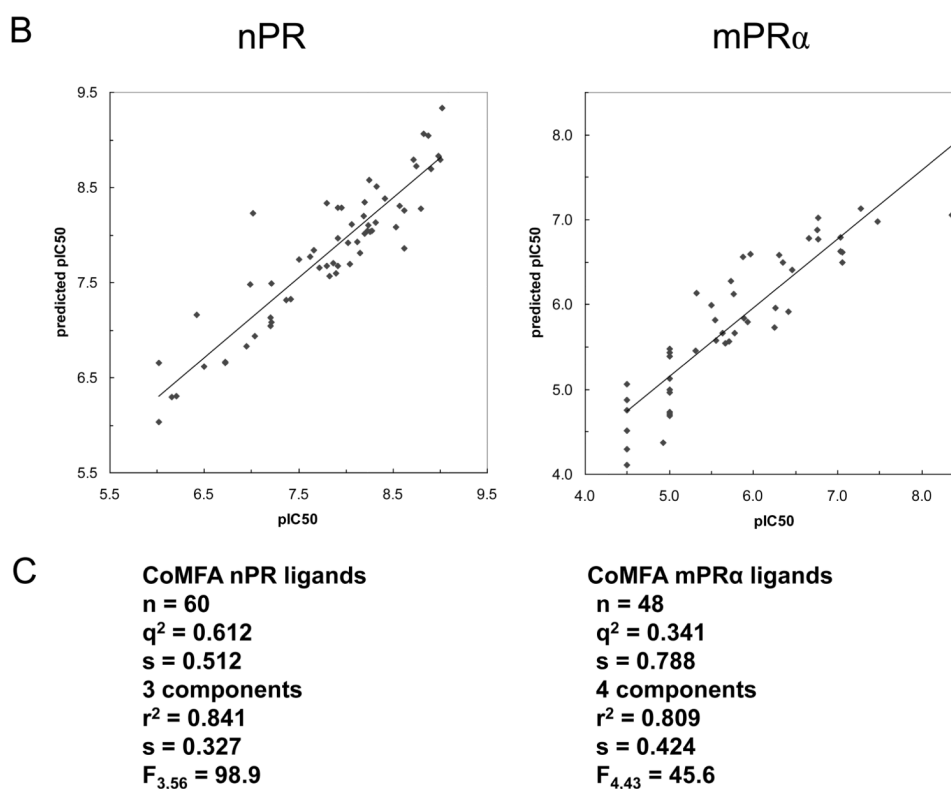 B
nPR
mPRα
9.5
8.5
7.5
6.5
5.5
predicted pIC50
5.5 6.5 7.5 8.5 9.5
pIC50
8.0
7.0
6.0
5.0
4.0
predicted pIC50
4.0 5.0 6.0 7.0 8.0
pIC50
C
CoMFA nPR ligands
n = 60
q² = 0.612
s = 0.512
3 components
r² = 0.841
s = 0.327
F₃.₅₆ = 98.9
CoMFA mPRα ligands
n = 48
q² = 0.341
s = 0.788
4 components
r² = 0.809
s = 0.424
F₄.₄₃ = 45.6